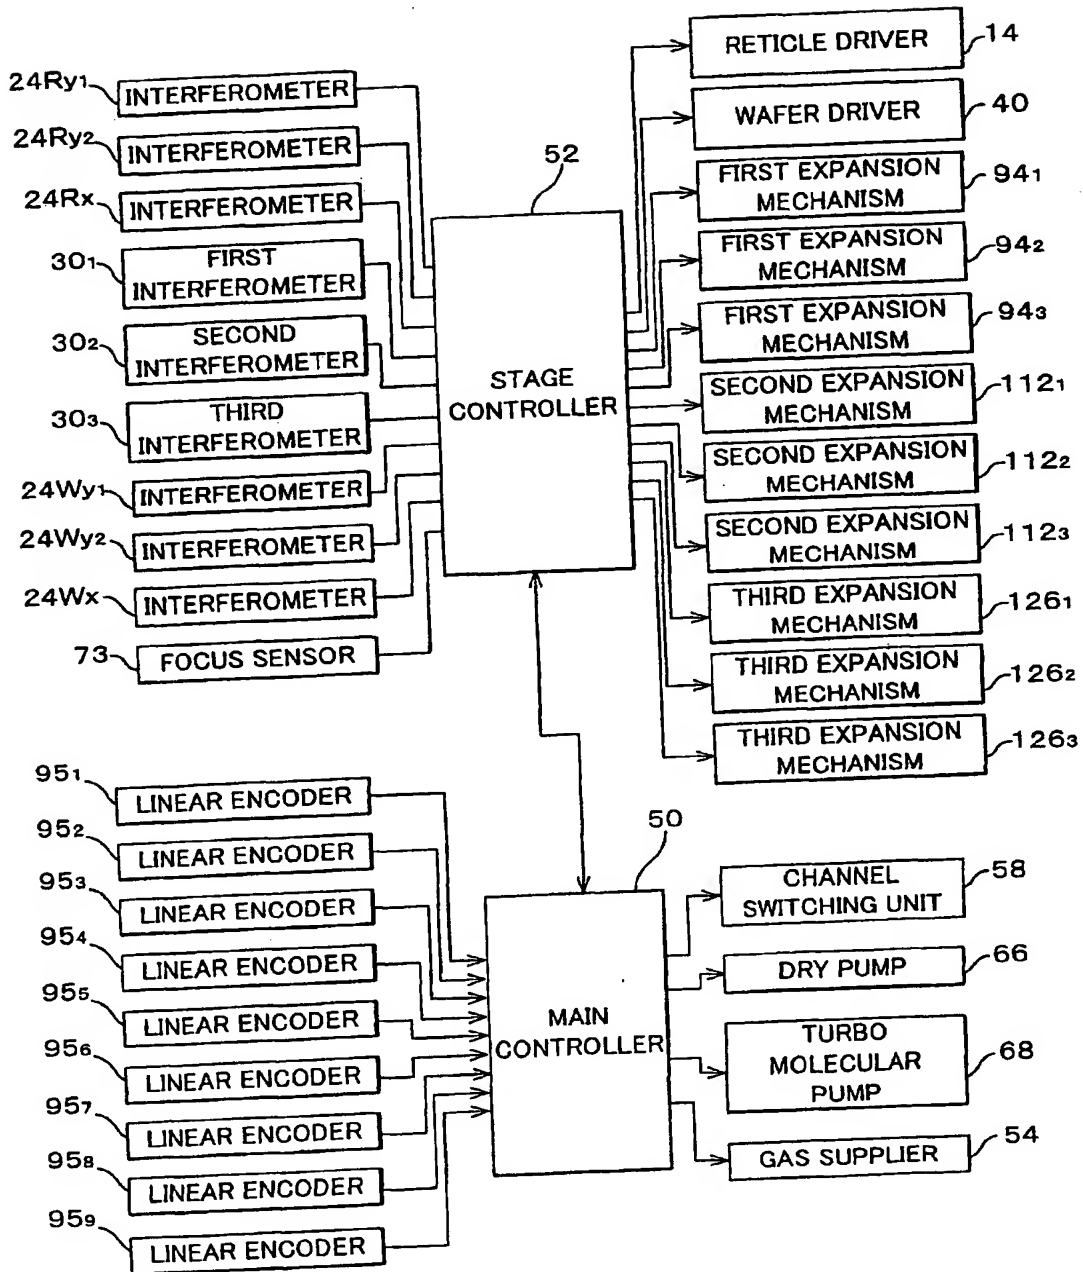 24Ry1
INTERFEROMETER
24Ry2
INTERFEROMETER
24Rx
INTERFEROMETER
30₁
FIRST
INTERFEROMETER
30₂
SECOND
INTERFEROMETER
30₃
THIRD
INTERFEROMETER
24Wy1
INTERFEROMETER
24Wy2
INTERFEROMETER
24Wx
INTERFEROMETER
73
FOCUS SENSOR
52
STAGE
CONTROLLER
RETICLE DRIVER
14
WAFER DRIVER
40
FIRST EXPANSION
MECHANISM
94₁
FIRST EXPANSION
MECHANISM
94₂
FIRST EXPANSION
MECHANISM
94₃
SECOND EXPANSION
MECHANISM
112₁
SECOND EXPANSION
MECHANISM
112₂
SECOND EXPANSION
MECHANISM
112₃
THIRD EXPANSION
MECHANISM
126₁
THIRD EXPANSION
MECHANISM
126₂
THIRD EXPANSION
MECHANISM
126₃
95₁
LINEAR ENCODER
95₂
LINEAR ENCODER
95₃
LINEAR ENCODER
95₄
LINEAR ENCODER
95₅
LINEAR ENCODER
95₆
LINEAR ENCODER
95₇
LINEAR ENCODER
95₈
LINEAR ENCODER
95₉
LINEAR ENCODER
50
MAIN
CONTROLLER
CHANNEL
SWITCHING UNIT
58
DRY PUMP
66
TURBO
MOLECULAR
PUMP
68
GAS SUPPLIER
54